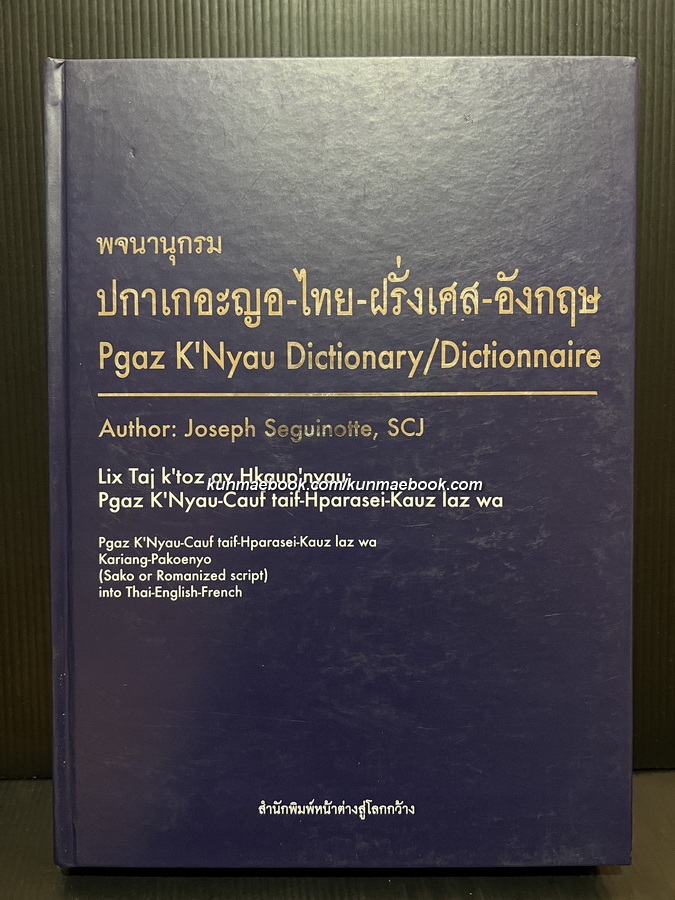 พจนานุกรม
ปกาเกอะญอ-ไทย-ฝรั่งเศส-อังกฤษ
Pgaz K'Nyau Dictionary/Dictionnaire
Author: Joseph Seguinotte, SCJ
Lix Taj k'toz av Hkaup'nyau:
kunmaebook.com/kunmaebook.com
Pgaz K'Nyau-Cauf taif-Hparasei-Kauz laz wa
Pgaz K'Nyau-Cauf taif-Hparasei-Kauz laz wa
Kariang-Pakoenyo
(Sako or Romanized script)
into Thai-English-French
สำนักพิมพ์หน้าต่างสู่โลกกว้าง